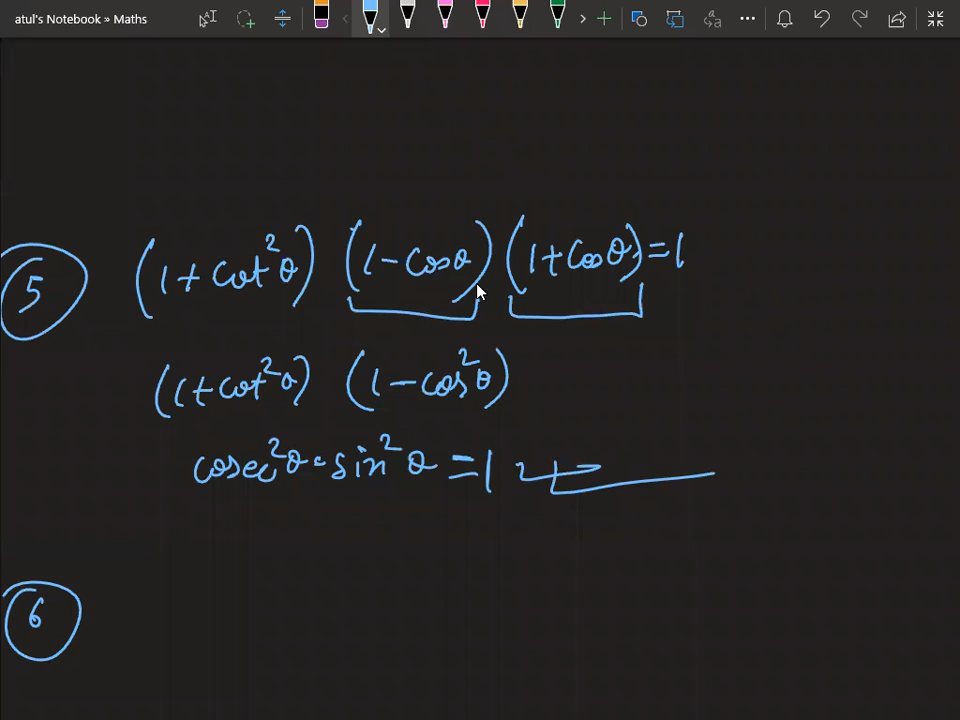 atul's Notebook » Maths
5 (1 + cot²θ) (1 - cosθ) (1 + cosθ) = 1
(1 + cot²θ) (1 - cos²θ)
cosec²θ · sin²θ = 1
6